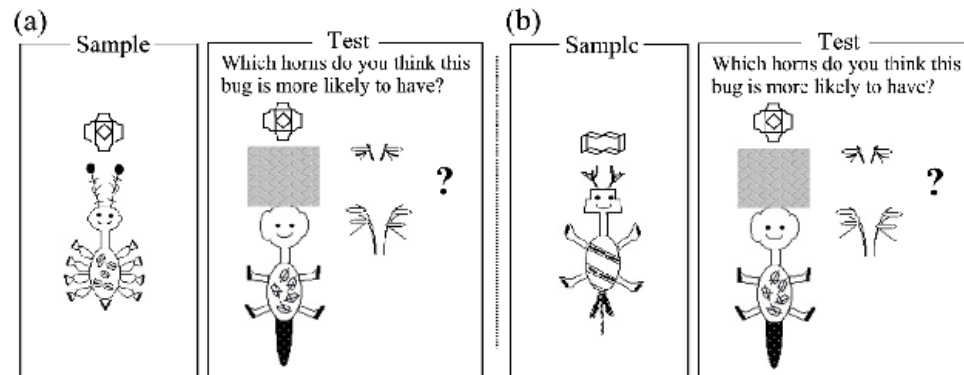 (a)
Sample
Test
Which horns do you think this
bug is more likely to have?
?
(b)
Sample
Test
Which horns do you think this
bug is more likely to have?
?